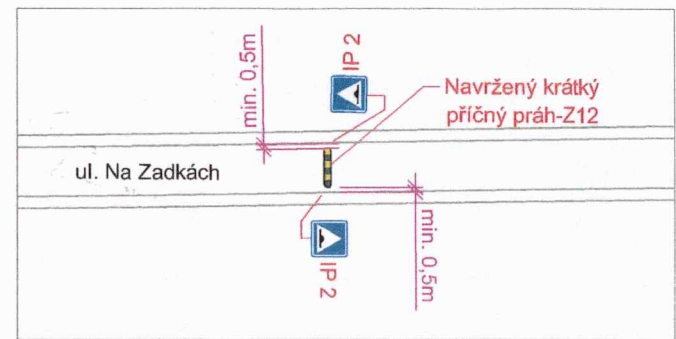 min. 0,5m
IP 2
Navržený krátký
příčný práh-Z12
ul. Na Zadkách
IP 2
min. 0,5m